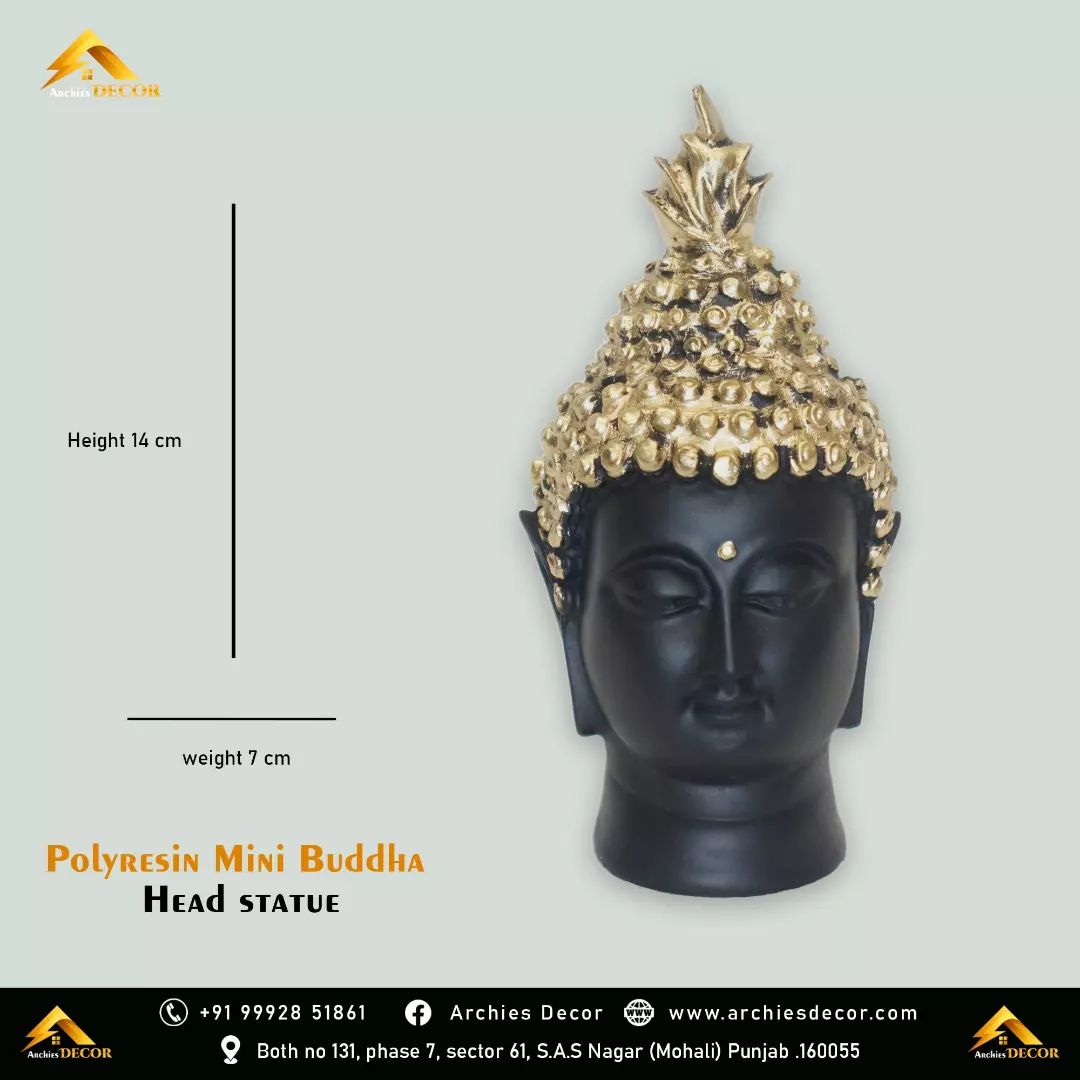 Archies DECOR
Height 14 cm
weight 7 cm
Polyresin Mini Buddha
Head statue
+91 99928 51861 Archies Decor www.archiesdecor.com
Both no 131, phase 7, sector 61, S.A.S Nagar (Mohali) Punjab .160055
Archies DECOR
Archies DECOR